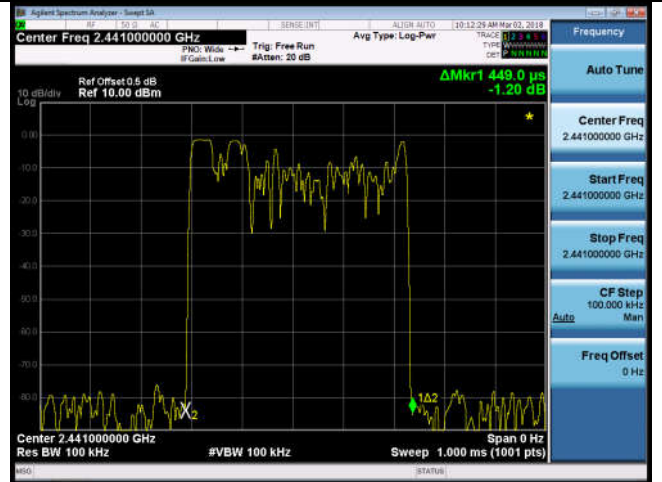 Agilent Spectrum Analyzer - Swept SA
RF 50 Ω AC SENSE:INT ALIGN AUTO 10:12:29 AM Mar 02, 2018
Center Freq 2.441000000 GHz
PNO: Wide
IFGain:Low
Trig: Free Run
#Atten: 20 dB
Avg Type: Log-Pwr
TRACE 1 2 3 4 5 6
TYPE
DET P N N N N N
Ref Offset 0.5 dB
10 dB/div Ref 10.00 dBm
Log
ΔMkr1 449.0 µs
-1.20 dB
0.00
-10.0
-20.0
-30.0
-40.0
-50.0
-60.0
-70.0
-80.0
X2
1Δ2
Center 2.441000000 GHz
Span 0 Hz
Res BW 100 kHz
#VBW 100 kHz
Sweep 1.000 ms (1001 pts)
MSG
STATUS
Frequency
Auto Tune
Center Freq
2.441000000 GHz
Start Freq
2.441000000 GHz
Stop Freq
2.441000000 GHz
CF Step
100.000 kHz
Auto Man
Freq Offset
0 Hz